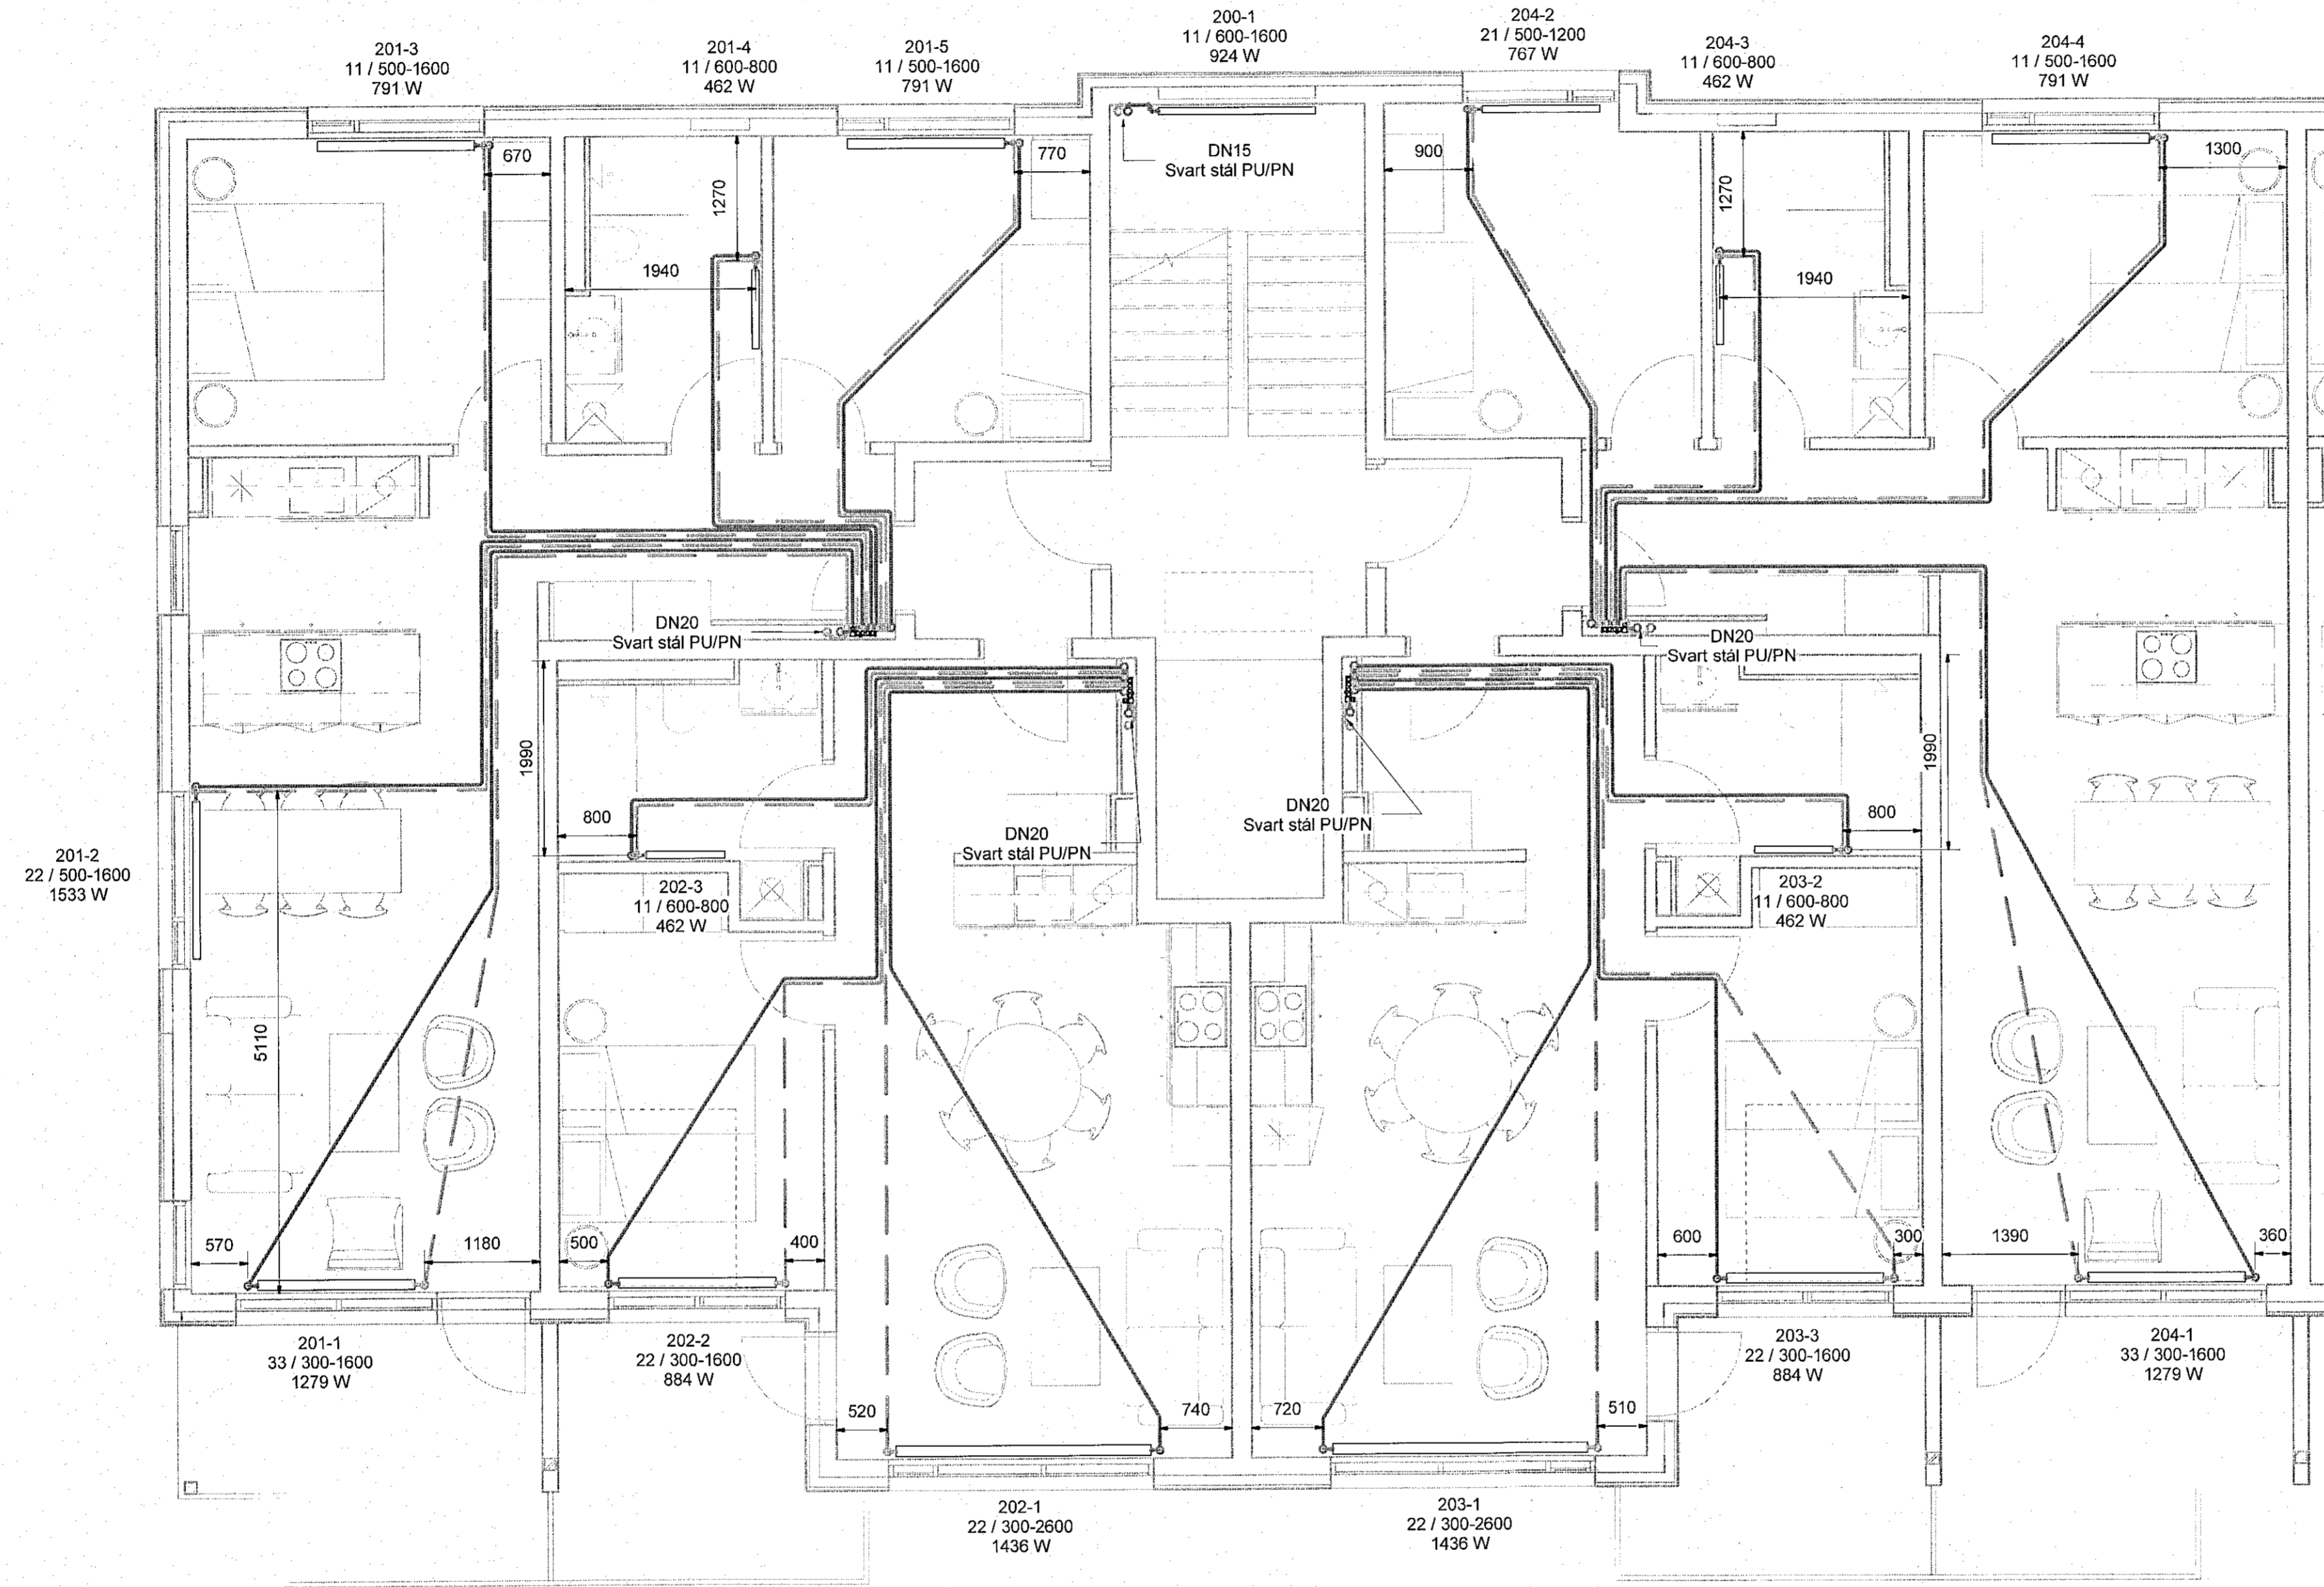 200-1
11 / 600-1600
924 W
204-2
21 / 500-1200
767 W
201-3
11 / 500-1600
791 W
201-4
11 / 600-800
462 W
201-5
11 / 500-1600
791 W
204-3
11 / 600-800
462 W
204-4
11 / 500-1600
791 W
670
1270
770
DN15
Svart stál PU/PN
900
1270
1300
1940
1940
DN20
Svart stál PU/PN
DN20
Svart stál PU/PN
1990
1990
800
DN20
Svart stál PU/PN
DN20
Svart stál PU/PN
800
201-2
22 / 500-1600
1533 W
202-3
11 / 600-800
462 W
203-2
11 / 600-800
462 W
5110
570
1180
500
400
600
300
1390
360
201-1
33 / 300-1600
1279 W
202-2
22 / 300-1600
884 W
203-3
22 / 300-1600
884 W
204-1
33 / 300-1600
1279 W
520
740
720
510
202-1
22 / 300-2600
1436 W
203-1
22 / 300-2600
1436 W